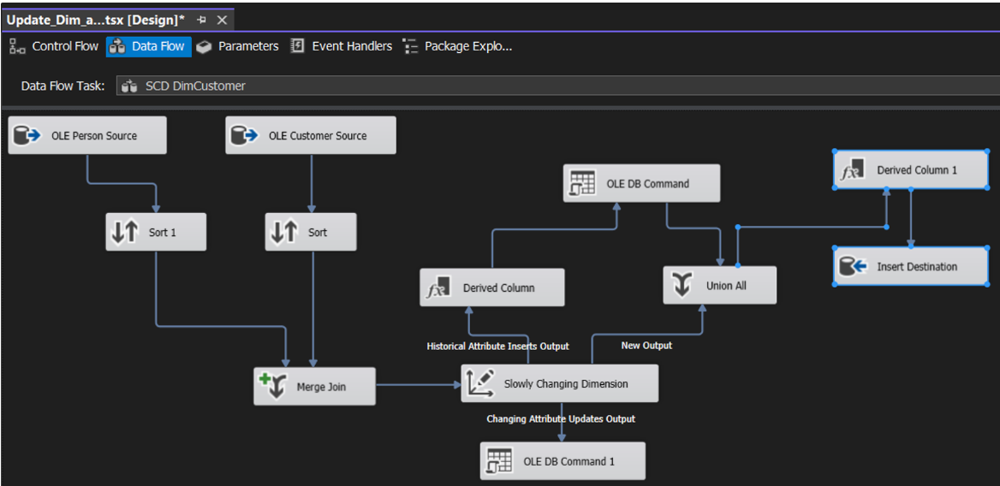 Update_Dim_a...tsx [Design]*
Control Flow Data Flow Parameters Event Handlers Package Explo...
Data Flow Task: SCD DimCustomer
OLE Person Source
OLE Customer Source
OLE DB Command
Derived Column 1
Sort 1
Sort
Insert Destination
Derived Column
Union All
Historical Attribute Inserts Output
New Output
Merge Join
Slowly Changing Dimension
Changing Attribute Updates Output
OLE DB Command 1